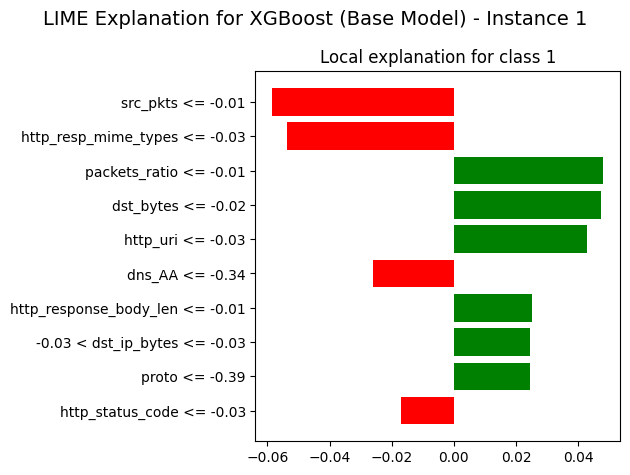 LIME Explanation for XGBoost (Base Model) - Instance 1
Local explanation for class 1
src_pkts <= -0.01
http_resp_mime_types <= -0.03
packets_ratio <= -0.01
dst_bytes <= -0.02
http_uri <= -0.03
dns_AA <= -0.34
http_response_body_len <= -0.01
-0.03 < dst_ip_bytes <= -0.03
proto <= -0.39
http_status_code <= -0.03
−0.06 −0.04 −0.02 0.00 0.02 0.04